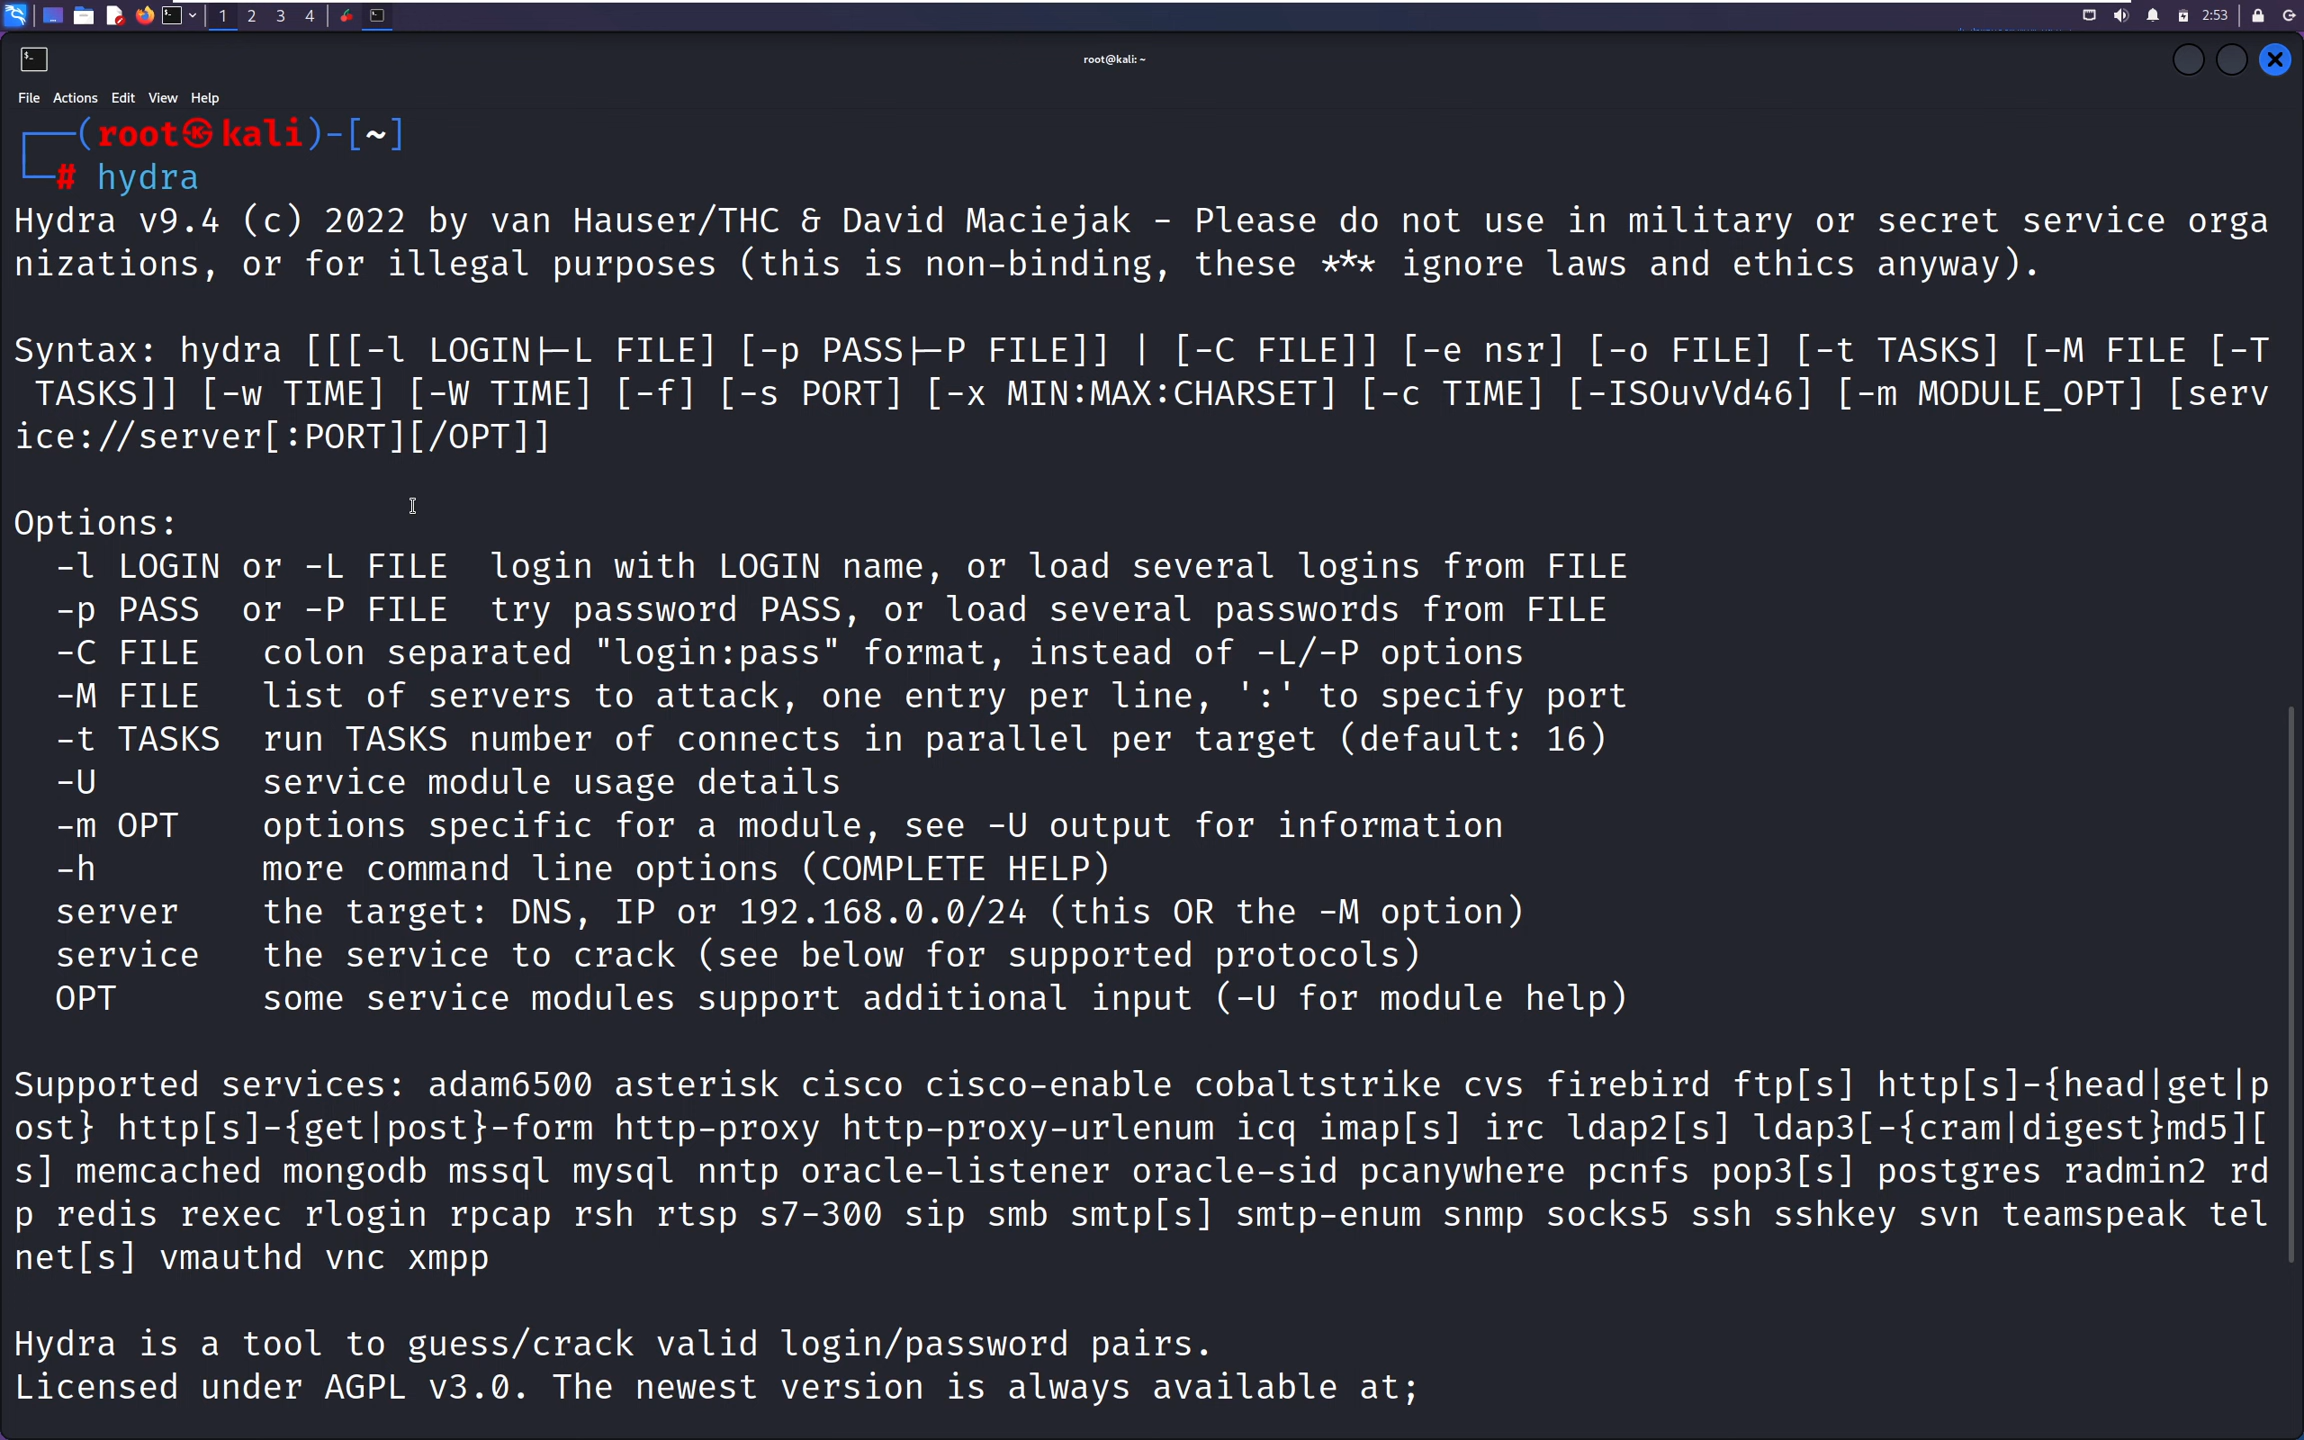 1 2 3 4 2:53
root@kali: ~
File Actions Edit View Help
(root㉿kali)-[~]
# hydra
Hydra v9.4 (c) 2022 by van Hauser/THC & David Maciejak - Please do not use in military or secret service orga
nizations, or for illegal purposes (this is non-binding, these *** ignore laws and ethics anyway).
Syntax: hydra [[[-l LOGIN|-L FILE] [-p PASS|-P FILE]] | [-C FILE]] [-e nsr] [-o FILE] [-t TASKS] [-M FILE [-T
TASKS]] [-w TIME] [-W TIME] [-f] [-s PORT] [-x MIN:MAX:CHARSET] [-c TIME] [-ISOuvVd46] [-m MODULE_OPT] [serv
ice://server[:PORT][/OPT]]
Options:
-l LOGIN or -L FILE login with LOGIN name, or load several logins from FILE
-p PASS or -P FILE try password PASS, or load several passwords from FILE
-C FILE colon separated "login:pass" format, instead of -L/-P options
-M FILE list of servers to attack, one entry per line, ':' to specify port
-t TASKS run TASKS number of connects in parallel per target (default: 16)
-U service module usage details
-m OPT options specific for a module, see -U output for information
-h more command line options (COMPLETE HELP)
server the target: DNS, IP or 192.168.0.0/24 (this OR the -M option)
service the service to crack (see below for supported protocols)
OPT some service modules support additional input (-U for module help)
Supported services: adam6500 asterisk cisco cisco-enable cobaltstrike cvs firebird ftp[s] http[s]-{head|get|p
ost} http[s]-{get|post}-form http-proxy http-proxy-urlenum icq imap[s] irc ldap2[s] ldap3[-{cram|digest}md5][
s] memcached mongodb mssql mysql nntp oracle-listener oracle-sid pcanywhere pcnfs pop3[s] postgres radmin2 rd
p redis rexec rlogin rpcap rsh rtsp s7-300 sip smb smtp[s] smtp-enum snmp socks5 ssh sshkey svn teamspeak tel
net[s] vmauthd vnc xmpp
Hydra is a tool to guess/crack valid login/password pairs.
Licensed under AGPL v3.0. The newest version is always available at;